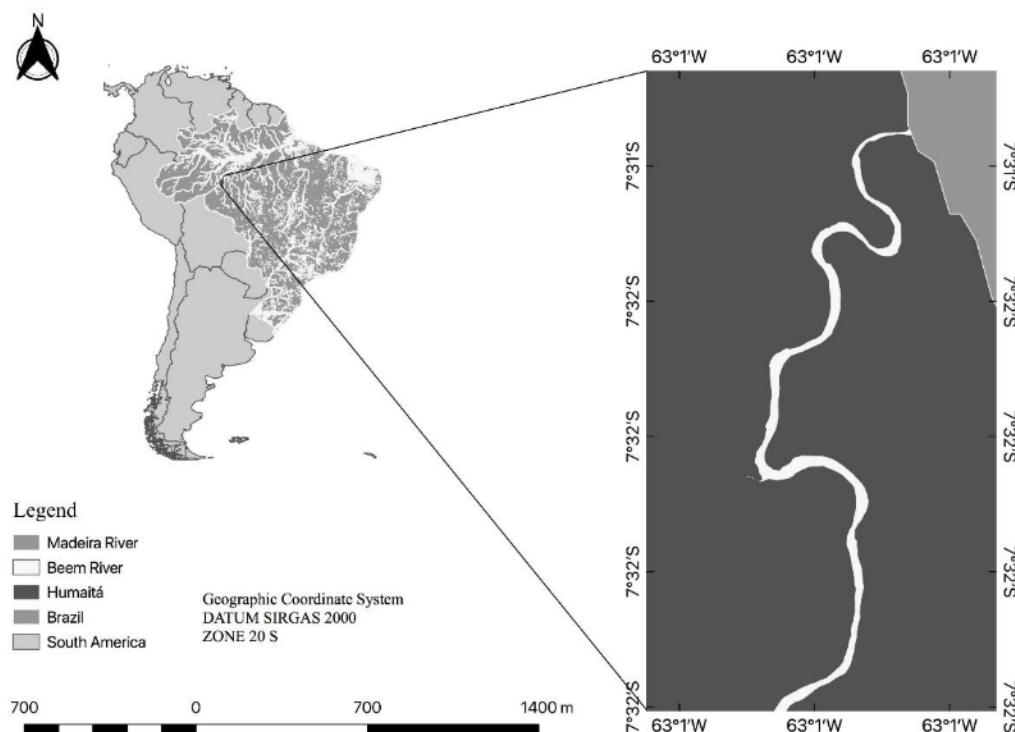 N
63°1'W 63°1'W 63°1'W
7°31'S 7°31'S
7°32'S 7°32'S
7°32'S 7°32'S
7°32'S 7°32'S
7°32'S 7°32'S
63°1'W 63°1'W 63°1'W
Legend
Madeira River
Beem River
Humaitá
Brazil
South America
Geographic Coordinate System
DATUM SIRGAS 2000
ZONE 20 S
700 0 700 1400 m